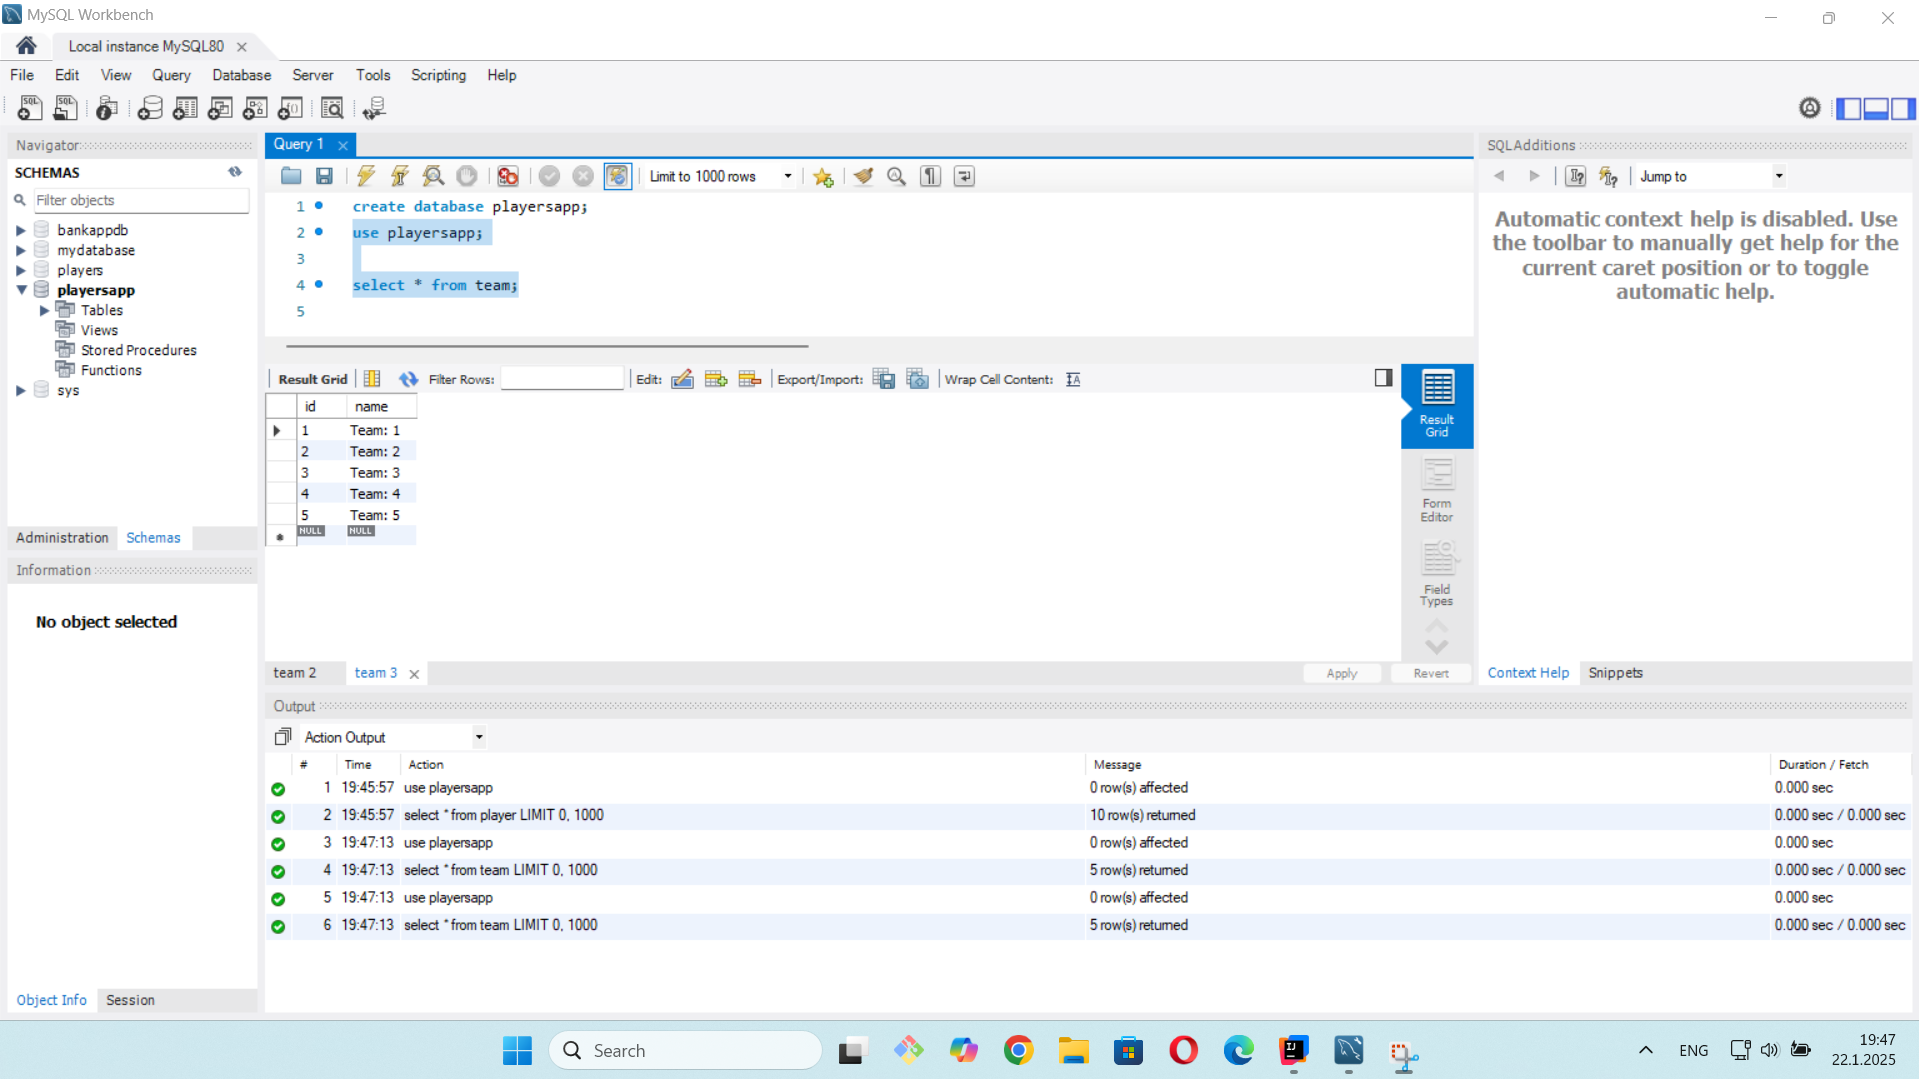 MySQL Workbench
Local instance MySQL80
File Edit View Query Database Server Tools Scripting Help
Navigator
SCHEMAS
Filter objects
bankappdb
mydatabase
players
playersapp
Tables
Views
Stored Procedures
Functions
sys
Administration Schemas
Information
No object selected
Object Info Session
Query 1
Limit to 1000 rows
1 create database playersapp;
2 use playersapp;
3
4 select * from team;
5
Result Grid Filter Rows: Edit: Export/Import: Wrap Cell Content:
id name
1 Team: 1
2 Team: 2
3 Team: 3
4 Team: 4
5 Team: 5
NULL NULL
Result Grid
Form Editor
Field Types
team 2 team 3
Apply Revert
SQLAdditions
Jump to
Automatic context help is disabled. Use
the toolbar to manually get help for the
current caret position or to toggle
automatic help.
Context Help Snippets
Output
Action Output
# Time Action Message Duration / Fetch
1 19:45:57 use playersapp 0 row(s) affected 0.000 sec
2 19:45:57 select * from player LIMIT 0, 1000 10 row(s) returned 0.000 sec / 0.000 sec
3 19:47:13 use playersapp 0 row(s) affected 0.000 sec
4 19:47:13 select * from team LIMIT 0, 1000 5 row(s) returned 0.000 sec / 0.000 sec
5 19:47:13 use playersapp 0 row(s) affected 0.000 sec
6 19:47:13 select * from team LIMIT 0, 1000 5 row(s) returned 0.000 sec / 0.000 sec
Search
ENG
19:47
22.1.2025